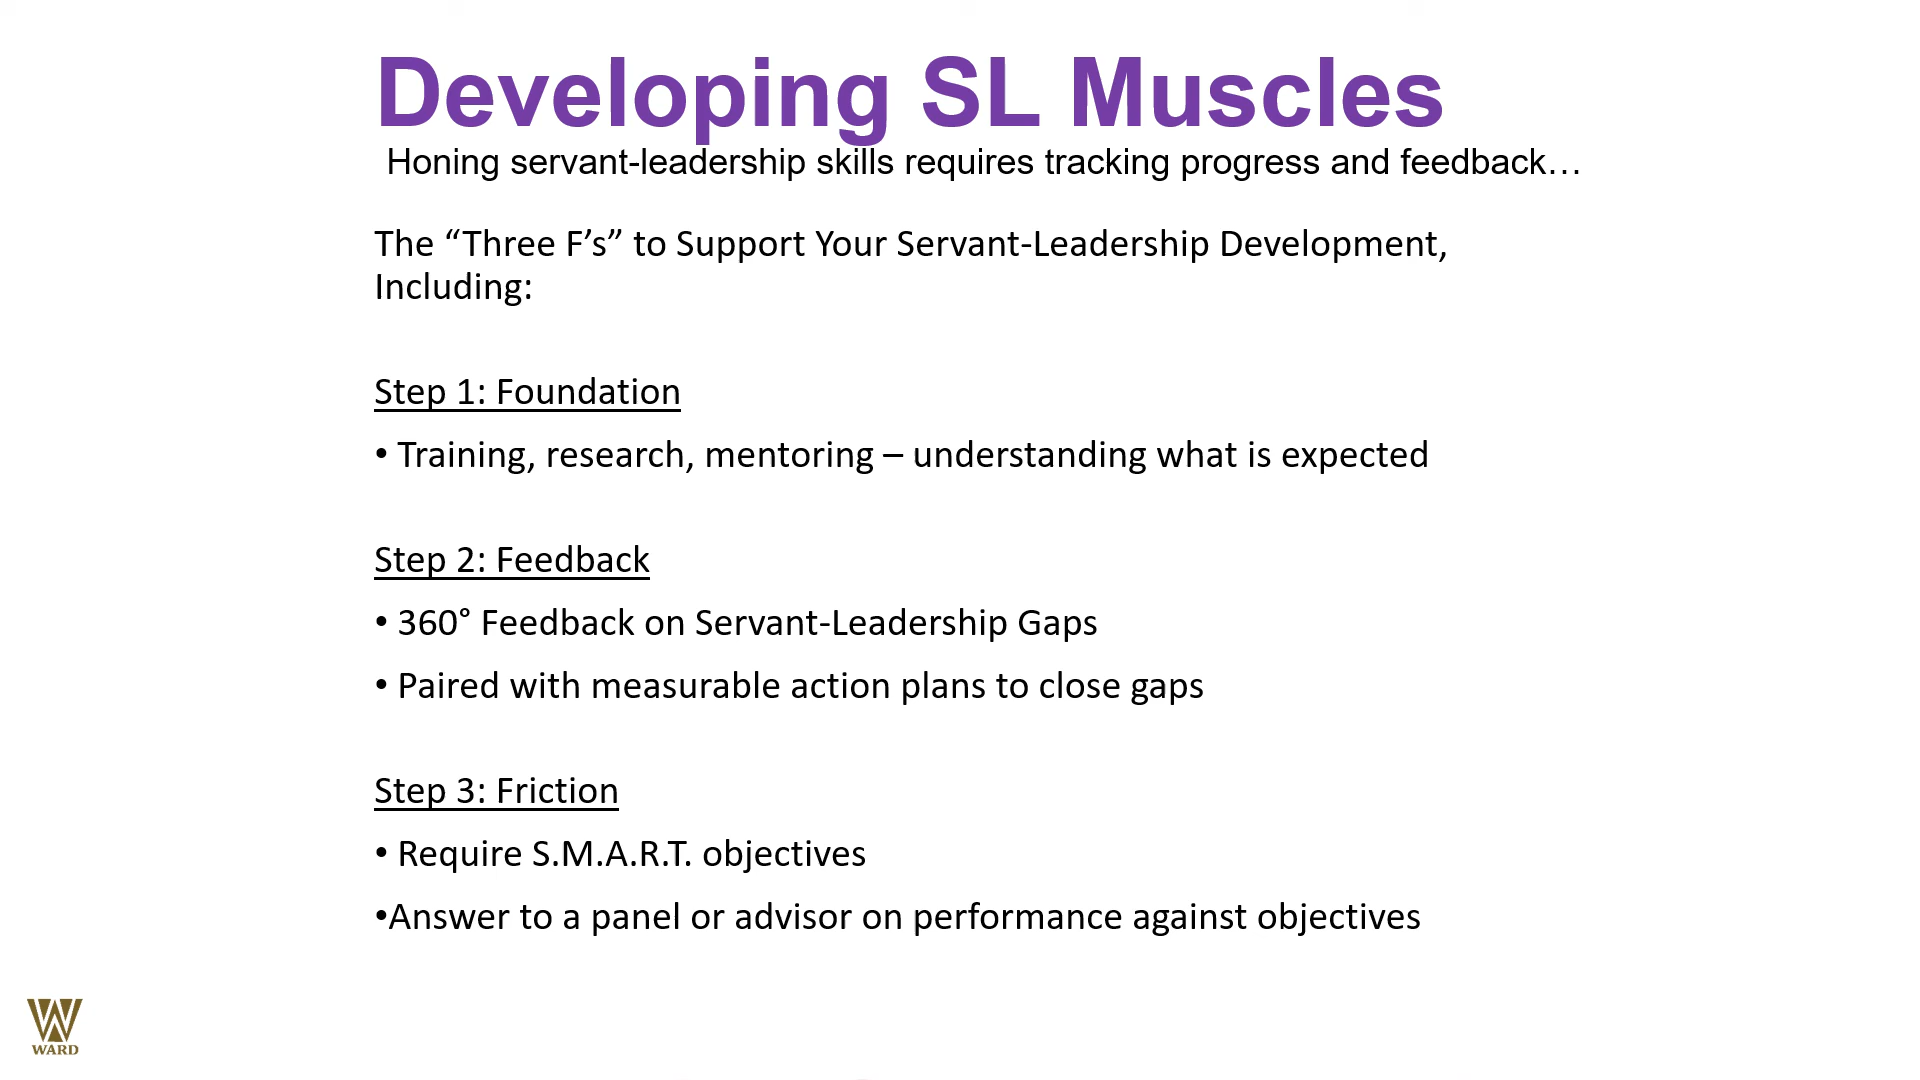 Developing SL Muscles
Honing servant-leadership skills requires tracking progress and feedback…
The “Three F’s” to Support Your Servant-Leadership Development,
Including:
Step 1: Foundation
• Training, research, mentoring – understanding what is expected
Step 2: Feedback
• 360° Feedback on Servant-Leadership Gaps
• Paired with measurable action plans to close gaps
Step 3: Friction
• Require S.M.A.R.T. objectives
•Answer to a panel or advisor on performance against objectives
WARD